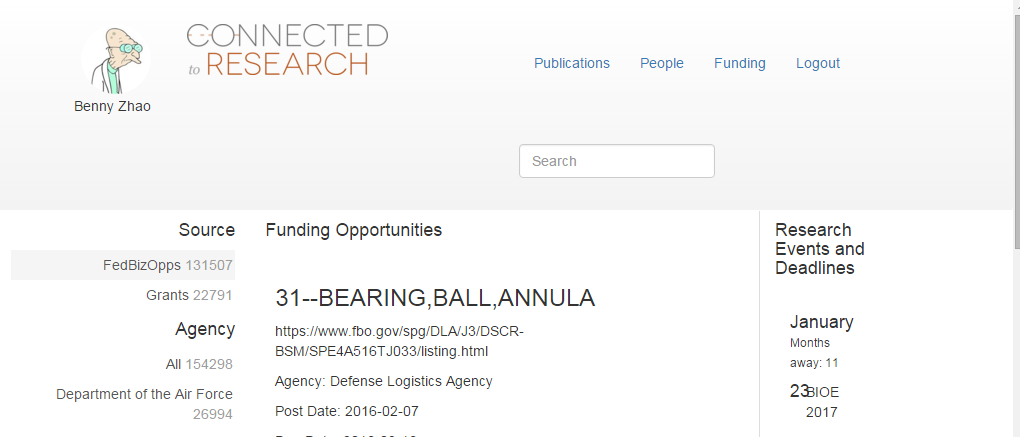 CONNECTED
to RESEARCH
Benny Zhao
Publications People Funding Logout
Search
Source
FedBizOpps 131507
Grants 22791
Agency
All 154298
Department of the Air Force
26994
Funding Opportunities
31--BEARING,BALL,ANNULA
https://www.fbo.gov/spg/DLA/J3/DSCR-
BSM/SPE4A516TJ033/listing.html
Agency: Defense Logistics Agency
Post Date: 2016-02-07
Research
Events and
Deadlines
January
Months
away: 11
23 BIOE
2017